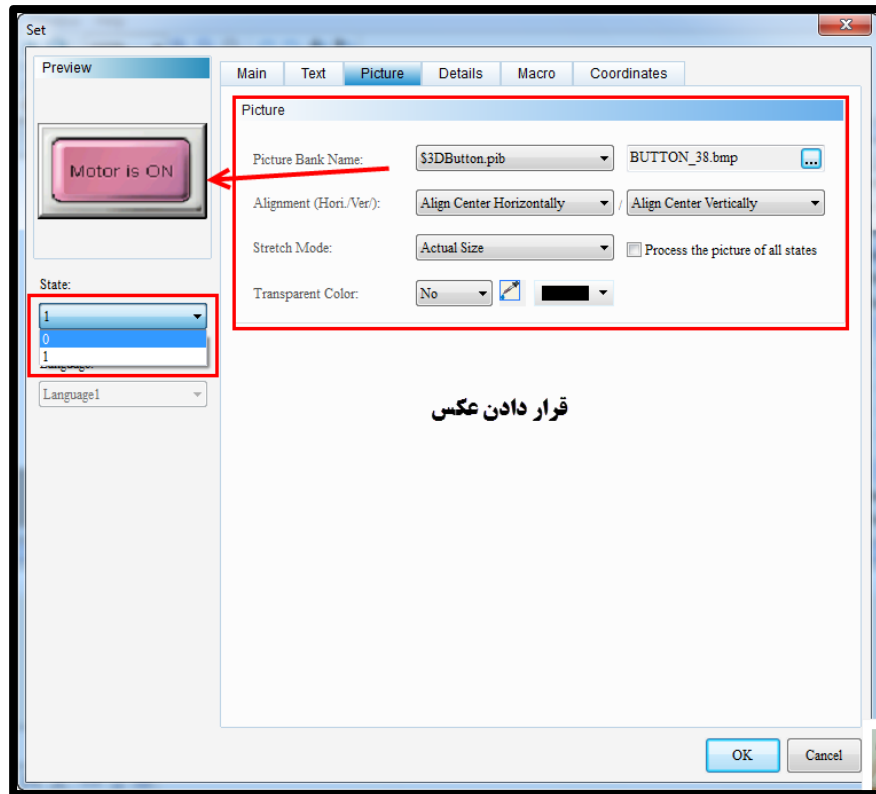 Set
Preview
Motor is ON
State:
1
0
1
Language:
Language1
Main Text Picture Details Macro Coordinates
Picture
Picture Bank Name: $3DButton.pib BUTTON_38.bmp ...
Alignment (Hori./Ver/): Align Center Horizontally / Align Center Vertically
Stretch Mode: Actual Size Process the picture of all states
Transparent Color: No
قرار دادن عکس
OK Cancel